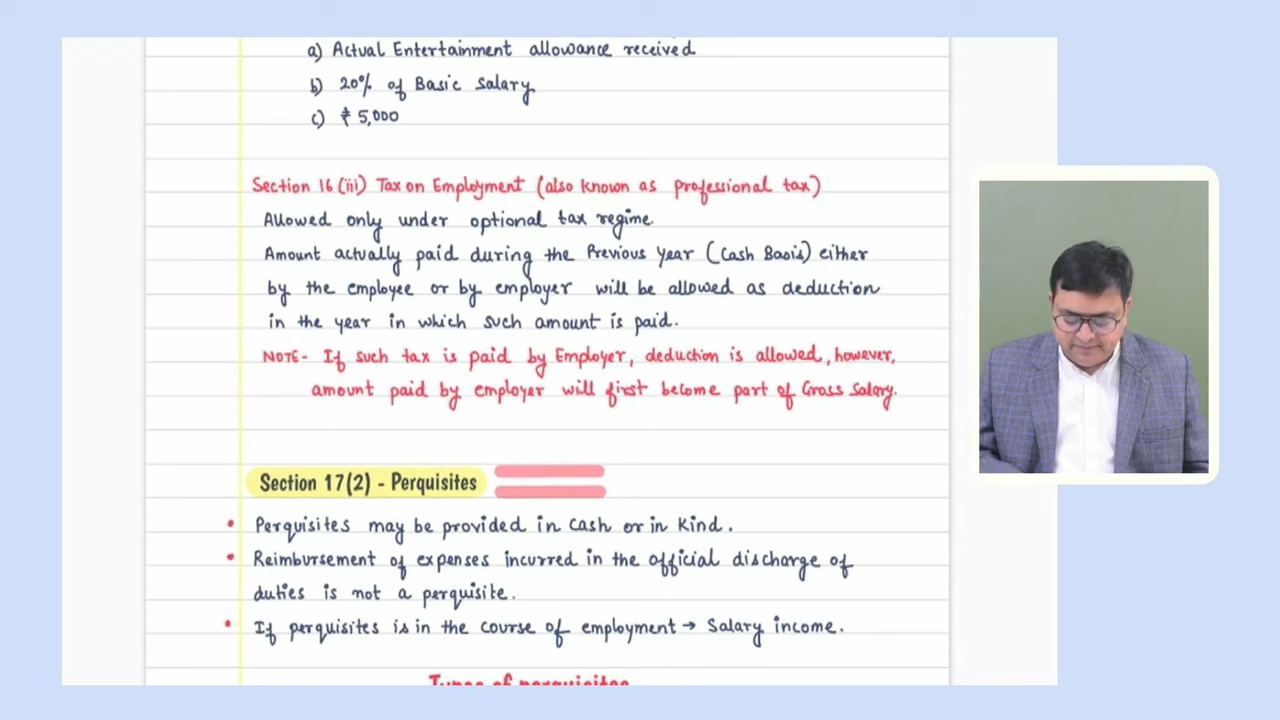 a) Actual Entertainment allowance received
b) 20% of Basic Salary
c) ₹ 5,000
Section 16 (iii) Tax on Employment (also known as professional tax)
Allowed only under optional tax regime.
Amount actually paid during the Previous Year (Cash Basis) either
by the employee or by employer will be allowed as deduction
in the year in which such amount is paid.
NOTE- If such tax is paid by Employer, deduction is allowed, however,
amount paid by employer will first become part of Gross Salary.
Section 17(2) - Perquisites
• Perquisites may be provided in Cash or in Kind.
• Reimbursement of expenses incurred in the official discharge of
duties is not a perquisite.
• If perquisites is in the course of employment → Salary income.
Types of perquisites